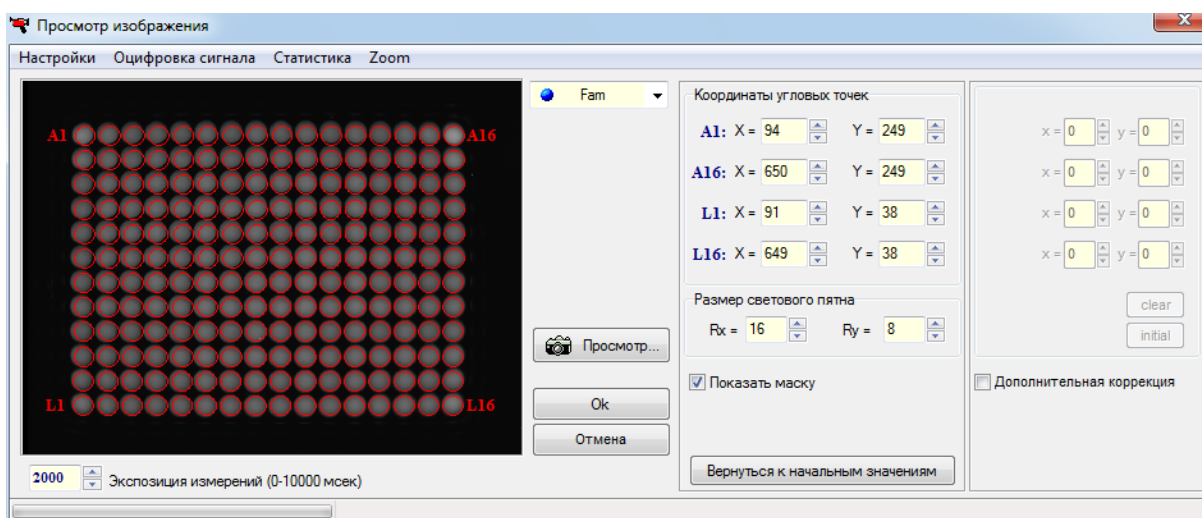 Просмотр изображения
X
Настройки Оцифровка сигнала Статистика Zoom
A1 A16
L1 L16
2000 Экспозиция измерений (0-10000 мсек)
Fam
Просмотр...
Ok
Отмена
Координаты угловых точек
A1: X = 94 Y = 249
A16: X = 650 Y = 249
L1: X = 91 Y = 38
L16: X = 649 Y = 38
Размер светового пятна
Rx = 16 Ry = 8
Показать маску
Вернуться к начальным значениям
x = 0 y = 0
x = 0 y = 0
x = 0 y = 0
x = 0 y = 0
clear
initial
Дополнительная коррекция